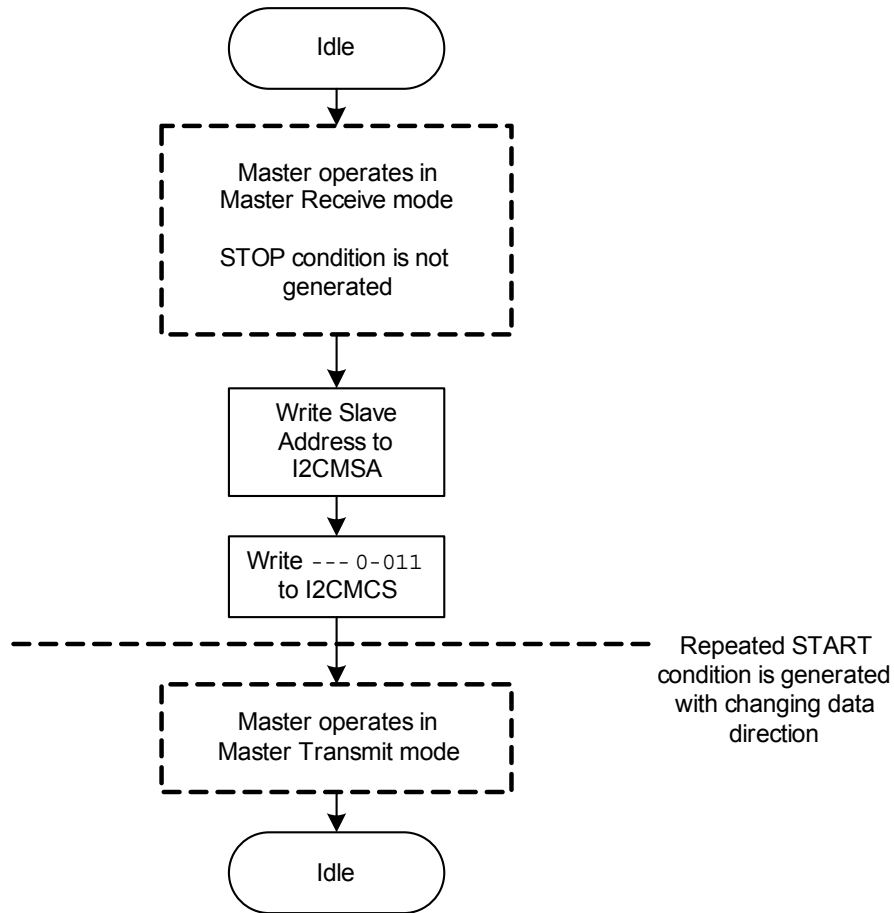 Idle
Master operates in
Master Receive mode
STOP condition is not
generated
Write Slave
Address to
I2CMSA
Write --- 0-011
to I2CMCS
Repeated START
condition is generated
with changing data
direction
Master operates in
Master Transmit mode
Idle